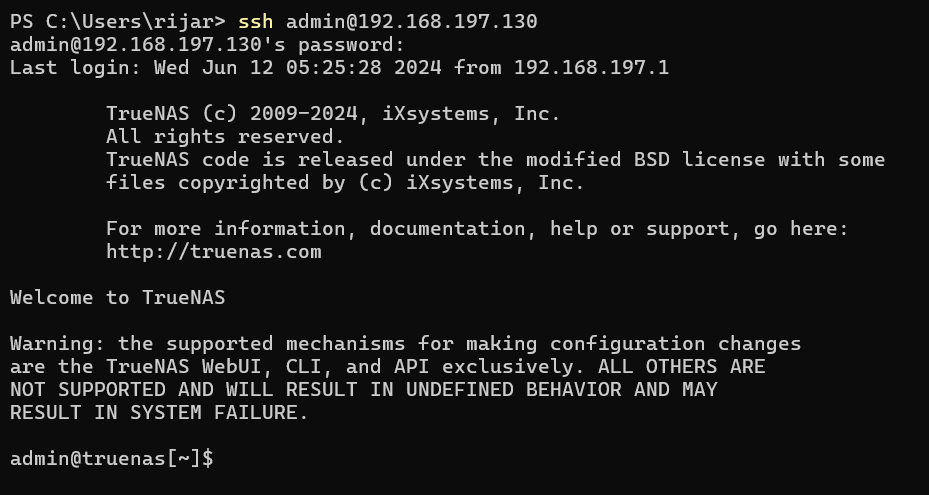 PS C:\Users\rijar> ssh admin@192.168.197.130
admin@192.168.197.130's password:
Last login: Wed Jun 12 05:25:28 2024 from 192.168.197.1
TrueNAS (c) 2009-2024, iXsystems, Inc.
All rights reserved.
TrueNAS code is released under the modified BSD license with some
files copyrighted by (c) iXsystems, Inc.
For more information, documentation, help or support, go here:
http://truenas.com
Welcome to TrueNAS
Warning: the supported mechanisms for making configuration changes
are the TrueNAS WebUI, CLI, and API exclusively. ALL OTHERS ARE
NOT SUPPORTED AND WILL RESULT IN UNDEFINED BEHAVIOR AND MAY
RESULT IN SYSTEM FAILURE.
admin@truenas[~]$